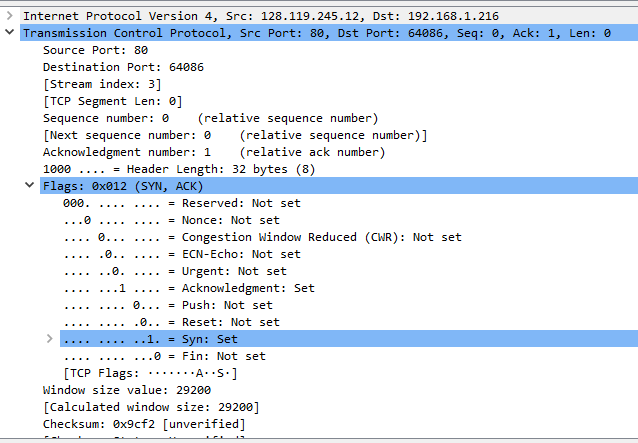 Internet Protocol Version 4, Src: 128.119.245.12, Dst: 192.168.1.216
Transmission Control Protocol, Src Port: 80, Dst Port: 64086, Seq: 0, Ack: 1, Len: 0
Source Port: 80
Destination Port: 64086
[Stream index: 3]
[TCP Segment Len: 0]
Sequence number: 0    (relative sequence number)
[Next sequence number: 0    (relative sequence number)]
Acknowledgment number: 1    (relative ack number)
1000 .... = Header Length: 32 bytes (8)
Flags: 0x012 (SYN, ACK)
000. .... .... = Reserved: Not set
...0 .... .... = Nonce: Not set
.... 0... .... = Congestion Window Reduced (CWR): Not set
.... .0.. .... = ECN-Echo: Not set
.... ..0. .... = Urgent: Not set
.... ...1 .... = Acknowledgment: Set
.... .... 0... = Push: Not set
.... .... .0.. = Reset: Not set
.... .... ..1. = Syn: Set
.... .... ...0 = Fin: Not set
[TCP Flags: ·······A··S·]
Window size value: 29200
[Calculated window size: 29200]
Checksum: 0x9cf2 [unverified]